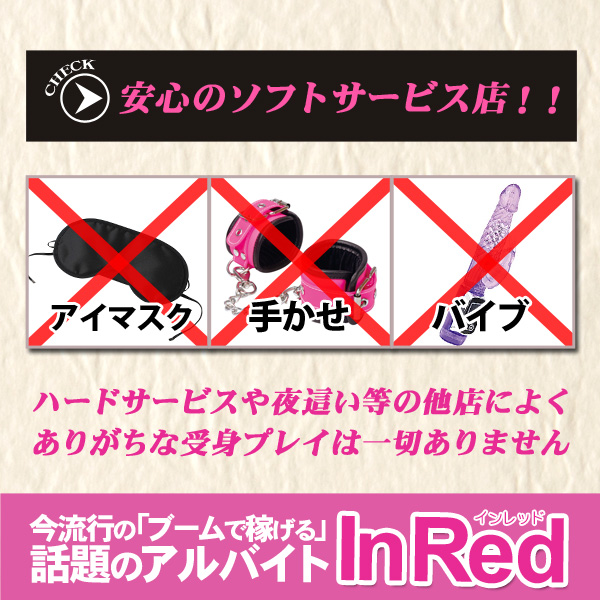 CHECK
安心のソフトサービス店!!
アイマスク 手かせ バイブ
ハードサービスや夜這い等の他店によく
ありがちな受身プレイは一切ありません
今流行の「ブームで稼げる」
話題のアルバイト
インレッド
InRed